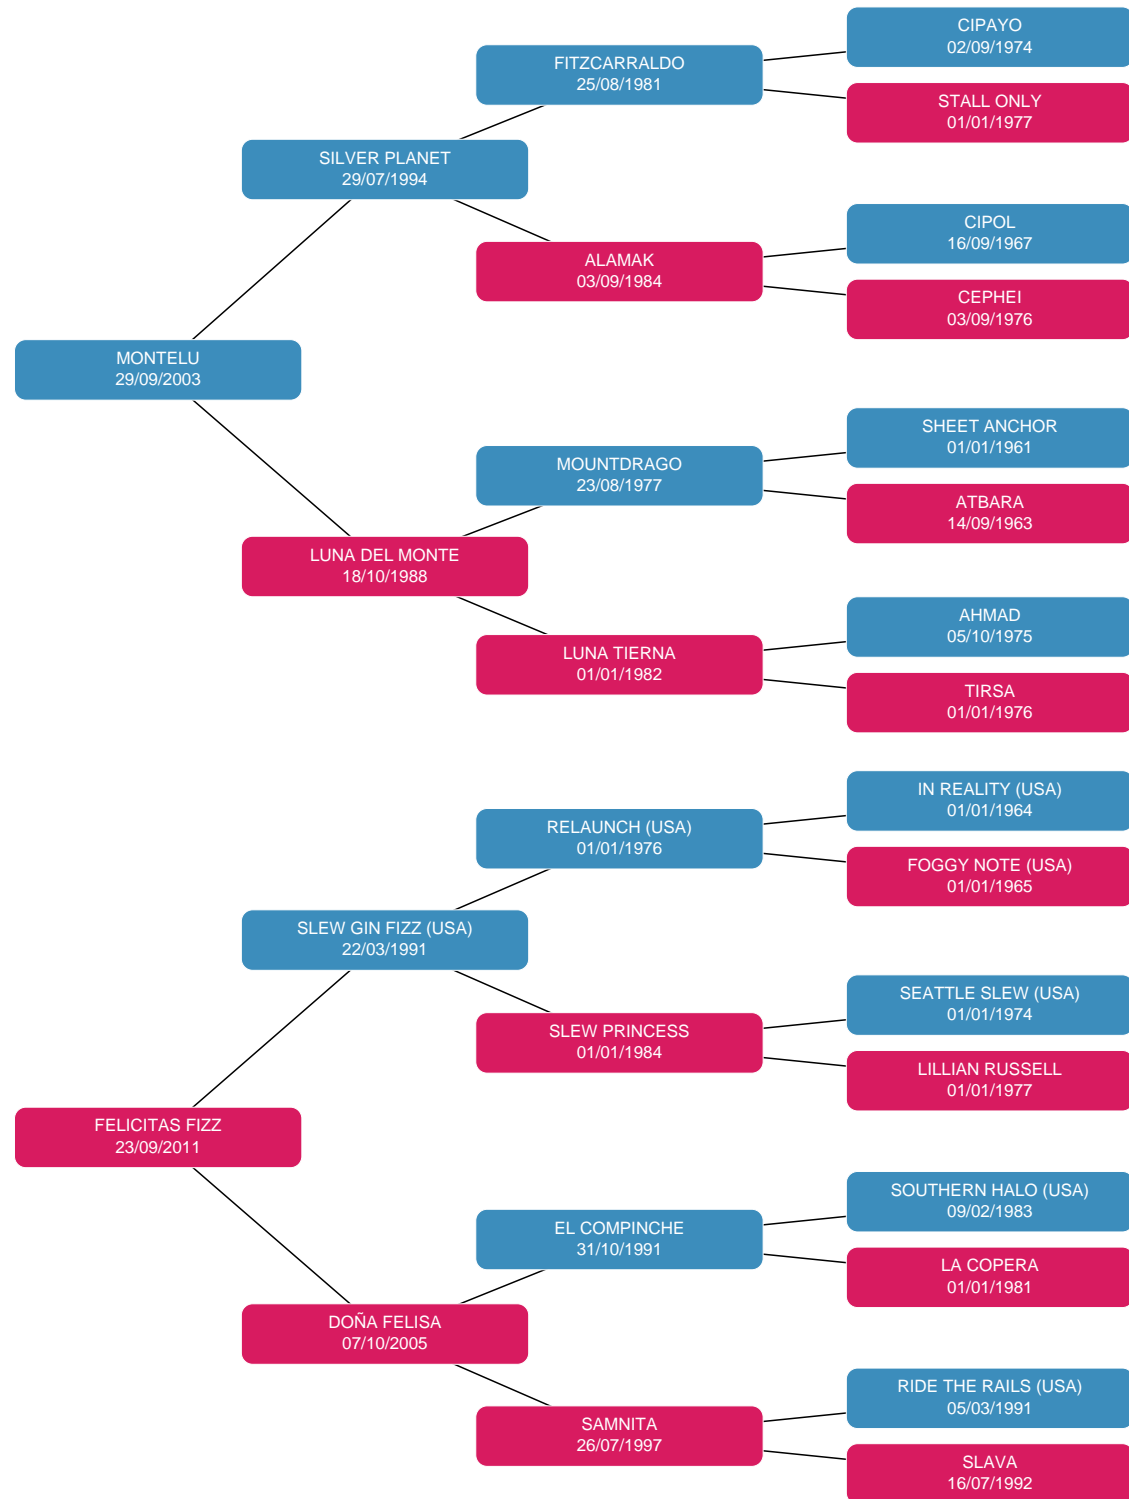 CIPAYO
02/09/1974
FITZCARRALDO
25/08/1981
STALL ONLY
01/01/1977
SILVER PLANET
29/07/1994
CIPOL
16/09/1967
ALAMAK
03/09/1984
CEPHEI
03/09/1976
MONTELU
29/09/2003
SHEET ANCHOR
01/01/1961
MOUNTDRAGO
23/08/1977
ATBARA
14/09/1963
LUNA DEL MONTE
18/10/1988
AHMAD
05/10/1975
LUNA TIERNA
01/01/1982
TIRSA
01/01/1976
IN REALITY (USA)
01/01/1964
RELAUNCH (USA)
01/01/1976
FOGGY NOTE (USA)
01/01/1965
SLEW GIN FIZZ (USA)
22/03/1991
SEATTLE SLEW (USA)
01/01/1974
SLEW PRINCESS
01/01/1984
LILLIAN RUSSELL
01/01/1977
FELICITAS FIZZ
23/09/2011
SOUTHERN HALO (USA)
09/02/1983
EL COMPINCHE
31/10/1991
LA COPERA
01/01/1981
DOÑA FELISA
07/10/2005
RIDE THE RAILS (USA)
05/03/1991
SAMNITA
26/07/1997
SLAVA
16/07/1992